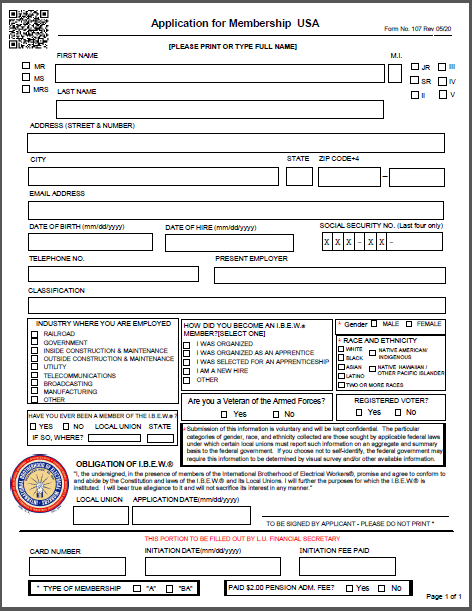 Application for Membership USA
Form No. 107 Rev 05/20
[PLEASE PRINT OR TYPE FULL NAME]
FIRST NAME
M.I.
MR
MS
MRS
JR
III
SR
IV
II
V
LAST NAME
ADDRESS (STREET & NUMBER)
CITY
STATE
ZIP CODE+4
–
EMAIL ADDRESS
DATE OF BIRTH (mm/dd/yyyy)
DATE OF HIRE (mm/dd/yyyy)
SOCIAL SECURITY NO. (Last four only)
X X X - X X -
TELEPHONE NO.
PRESENT EMPLOYER
CLASSIFICATION
INDUSTRY WHERE YOU ARE EMPLOYED
RAILROAD
GOVERNMENT
INSIDE CONSTRUCTION & MAINTENANCE
OUTSIDE CONSTRUCTION & MAINTENANCE
UTILITY
TELECOMMUNICATIONS
BROADCASTING
MANUFACTURING
OTHER
HOW DID YOU BECOME AN I.B.E.W.®
MEMBER?[SELECT ONE]
I WAS ORGANIZED
I WAS ORGANIZED AS AN APPRENTICE
I WAS SELECTED FOR AN APPRENTICESHIP
I AM A NEW HIRE
OTHER
* Gender MALE FEMALE
* RACE AND ETHNICITY
WHITE
BLACK
ASIAN
LATINO
TWO OR MORE RACES
NATIVE AMERICAN/
INDIGENOUS
NATIVE HAWAIIAN /
OTHER PACIFIC ISLANDER
Are you a Veteran of the Armed Forces?
Yes No
REGISTERED VOTER?
Yes No
HAVE YOU EVER BEEN A MEMBER OF THE I.B.E.W.®?
YES NO LOCAL UNION STATE
IF SO, WHERE?
* Submission of this information is voluntary and will be kept confidential. The particular
categories of gender, race, and ethnicity collected are those sought by applicable federal laws
under which certain local unions must report such information on an aggregate and summary
basis to the federal government. If you choose not to self-identify, the federal government may
require this information to be determined by visual survey and/or other available information.
OBLIGATION OF I.B.E.W.®
"I, the undersigned, in the presence of members of the International Brotherhood of Electrical Workers®, promise and agree to conform to
and abide by the Constitution and laws of the I.B.E.W.® and its Local Unions. I will further the purposes for which the I.B.E.W.® is
instituted. I will bear true allegiance to it and will not sacrifice its interest in any manner."
LOCAL UNION
APPLICATION DATE(mm/dd/yyyy)
TO BE SIGNED BY APPLICANT - PLEASE DO NOT PRINT *
THIS PORTION TO BE FILLED OUT BY L.U. FINANCIAL SECRETARY
CARD NUMBER
INITIATION DATE(mm/dd/yyyy)
INITIATION FEE PAID
* TYPE OF MEMBERSHIP "A" "BA"
PAID $2.00 PENSION ADM. FEE? Yes No
Page 1 of 1